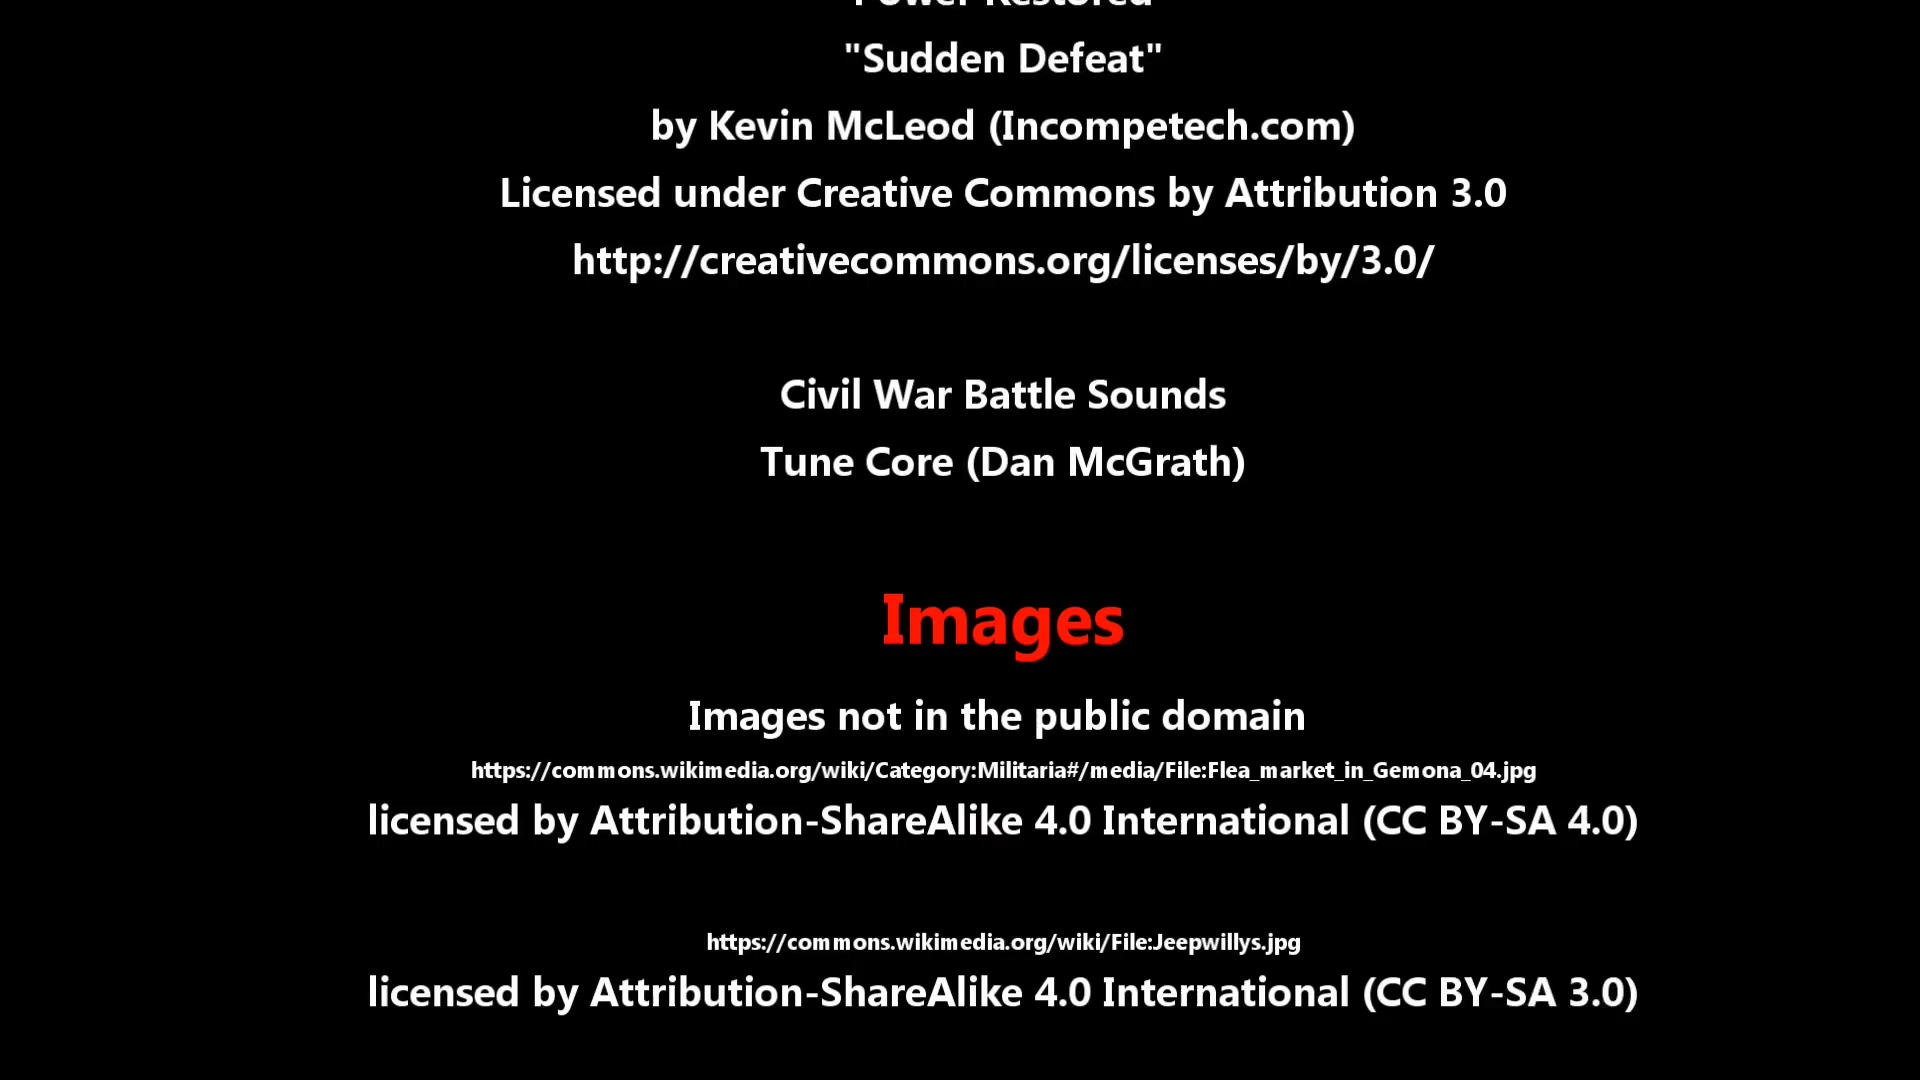 Power Restored
"Sudden Defeat"
by Kevin McLeod (Incompetech.com)
Licensed under Creative Commons by Attribution 3.0
http://creativecommons.org/licenses/by/3.0/
Civil War Battle Sounds
Tune Core (Dan McGrath)
Images
Images not in the public domain
https://commons.wikimedia.org/wiki/Category:Militaria#/media/File:Flea_market_in_Gemona_04.jpg
licensed by Attribution-ShareAlike 4.0 International (CC BY-SA 4.0)
https://commons.wikimedia.org/wiki/File:Jeepwillys.jpg
licensed by Attribution-ShareAlike 4.0 International (CC BY-SA 3.0)